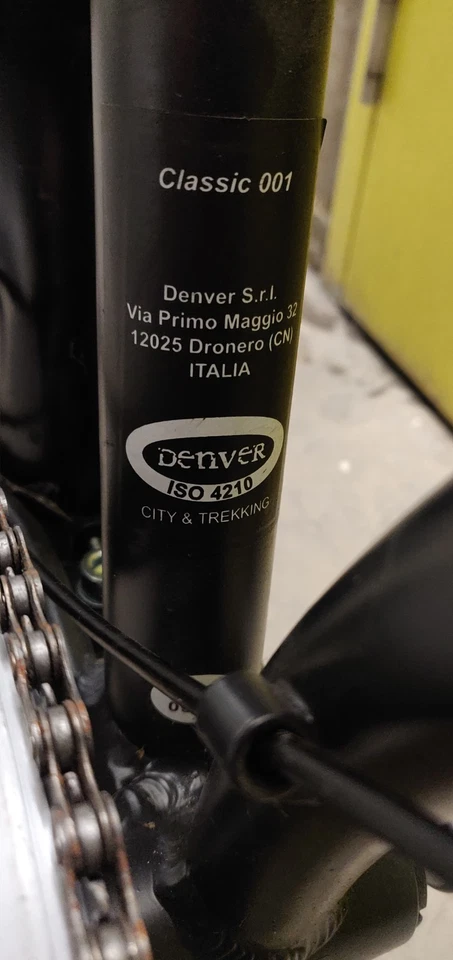 Classic 001
Denver S.r.l.
Via Primo Maggio 32
12025 Dronero (CN)
ITALIA
DENVER
ISO 4210
CITY & TREKKING